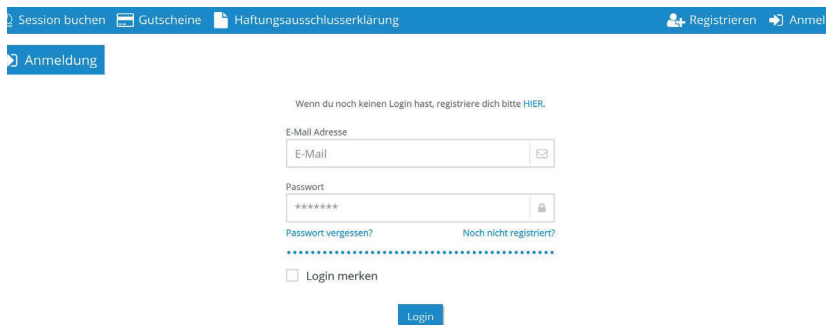 Session buchen Gutscheine Haftungsausschlusserklärung Registrieren Anmel
Anmeldung
Wenn du noch keinen Login hast, registriere dich bitte HIER.
E-Mail Adresse
E-Mail
Passwort
*******
Passwort vergessen? Noch nicht registriert?
Login merken
Login